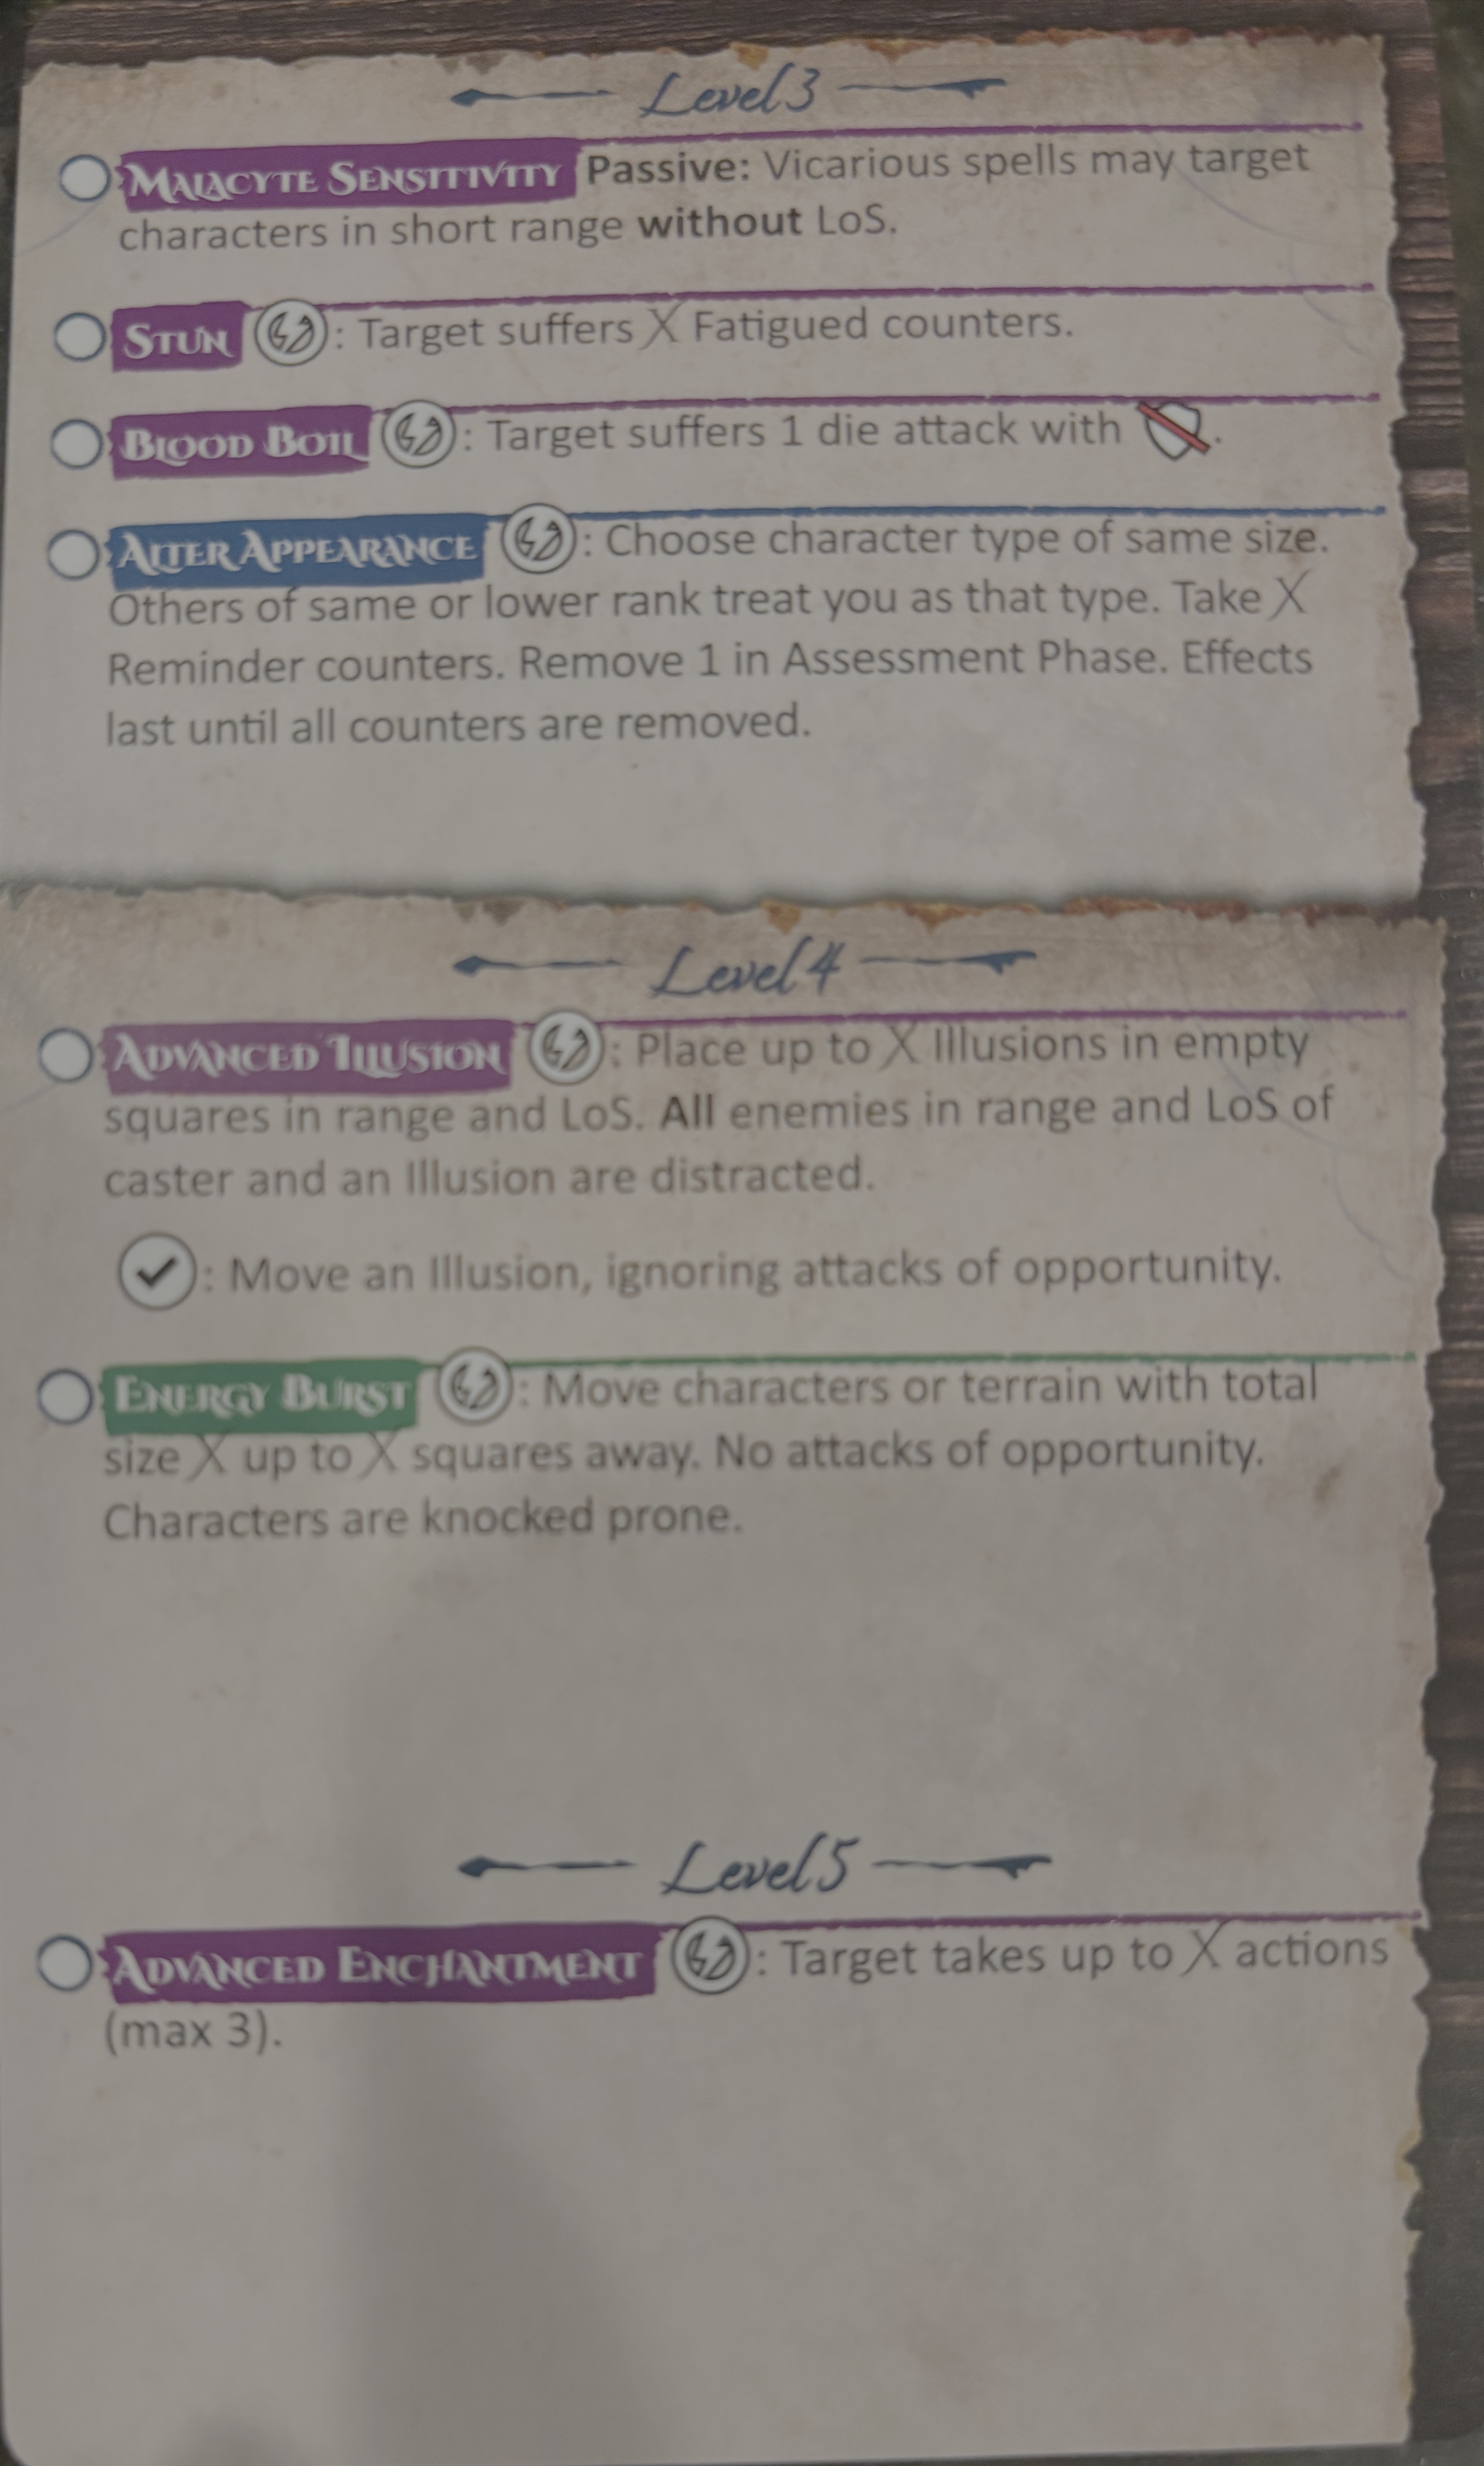 Level 3
MALACYTE SENSITIVITY Passive: Vicarious spells may target
characters in short range without LoS.
STUN : Target suffers X Fatigued counters.
BLOOD BOIL : Target suffers 1 die attack with .
ALTER APPEARANCE : Choose character type of same size.
Others of same or lower rank treat you as that type. Take X
Reminder counters. Remove 1 in Assessment Phase. Effects
last until all counters are removed.
Level 4
ADVANCED ILLUSION : Place up to X Illusions in empty
squares in range and LoS. All enemies in range and LoS of
caster and an Illusion are distracted.
: Move an Illusion, ignoring attacks of opportunity.
ENERGY BURST : Move characters or terrain with total
size X up to X squares away. No attacks of opportunity.
Characters are knocked prone.
Level 5
ADVANCED ENCHANTMENT : Target takes up to X actions
(max 3).